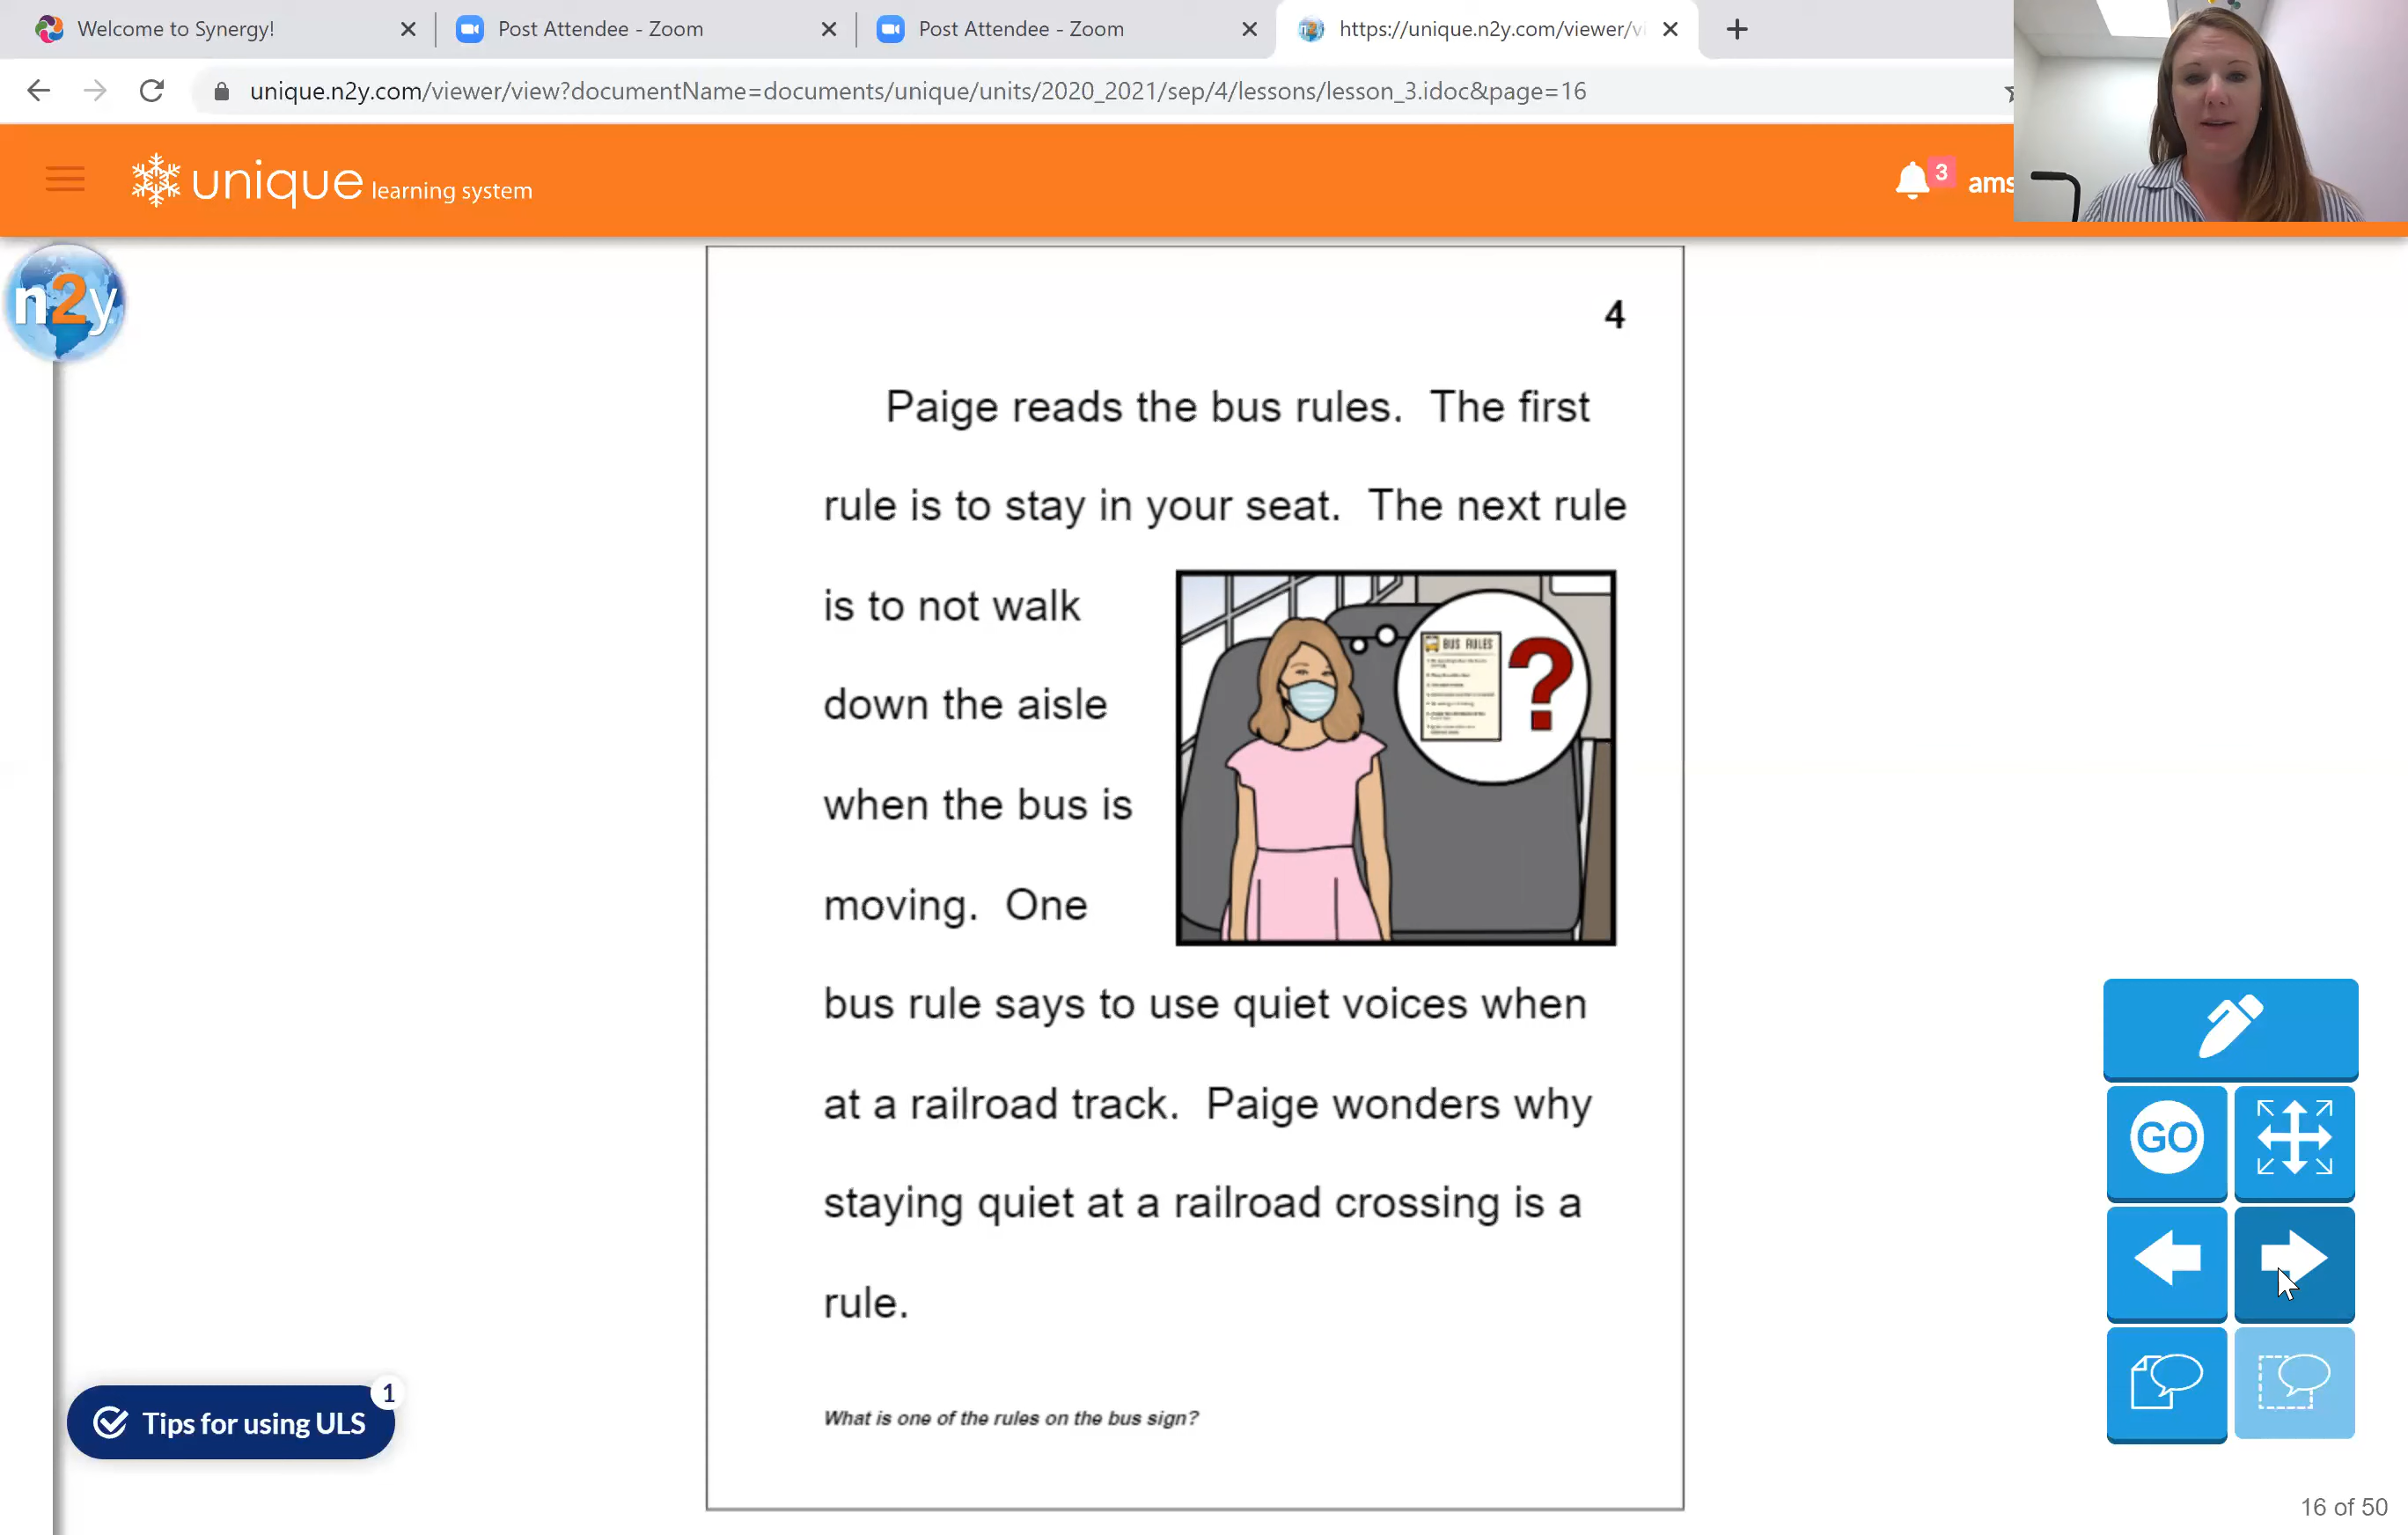 Welcome to Synergy!
Post Attendee - Zoom
Post Attendee - Zoom
https://unique.n2y.com/viewer/vi
unique.n2y.com/viewer/view?documentName=documents/unique/units/2020_2021/sep/4/lessons/lesson_3.idoc&page=16
unique learning system
3
ams
n2y
4
Paige reads the bus rules. The first
rule is to stay in your seat. The next rule
is to not walk
down the aisle
when the bus is
moving. One
BUS RULES
?
bus rule says to use quiet voices when
at a railroad track. Paige wonders why
staying quiet at a railroad crossing is a
rule.
What is one of the rules on the bus sign?
GO
Tips for using ULS
1
16 of 50